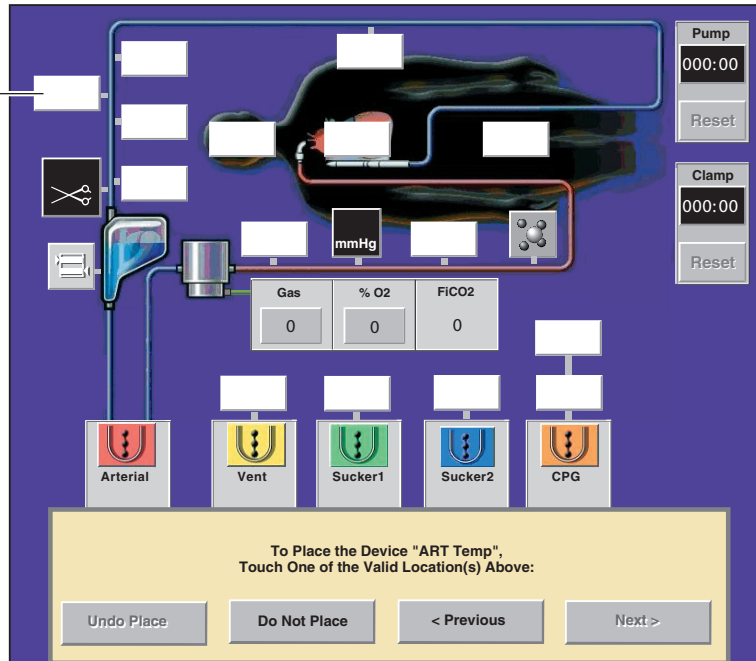 Pump
000:00
Reset
Clamp
000:00
Reset
mmHg
Gas
% O2
FiCO2
0
0
0
Arterial
Vent
Sucker1
Sucker2
CPG
To Place the Device "ART Temp",
Touch One of the Valid Location(s) Above:
Undo Place
Do Not Place
< Previous
Next >